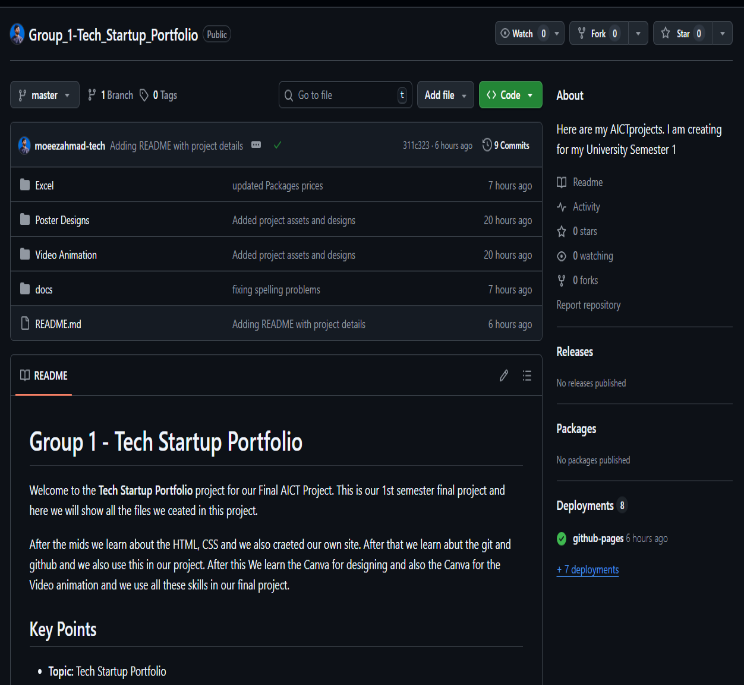 Group_1-Tech_Startup_Portfolio Public Watch 0 Fork 0 Star 0
master 1 Branch 0 Tags Go to file t Add file Code
About
Here are my AICTprojects. I am creating
for my University Semester 1
moeezahmad-tech Adding README with project details 311c323 · 6 hours ago 9 Commits
Excel updated Packages prices 7 hours ago
Poster Designs Added project assets and designs 20 hours ago
Video Animation Added project assets and designs 20 hours ago
docs fixing spelling problems 7 hours ago
README.md Adding README with project details 6 hours ago
Readme
Activity
0 stars
0 watching
0 forks
Report repository
Releases
No releases published
Packages
No packages published
Deployments 8
github-pages 6 hours ago
+ 7 deployments
README
Group 1 - Tech Startup Portfolio
Welcome to the Tech Startup Portfolio project for our Final AICT Project. This is our 1st semester final project and
here we will show all the files we ceated in this project.
After the mids we learn abount the HTML, CSS and we also craeted our own site. After that we learn abut the git and
github and we also use this in our project. After this We learn the Canva for designing and also the Canva for the
Video animation and we use all these skills in our final project.
Key Points
• Topic: Tech Startup Portfolio